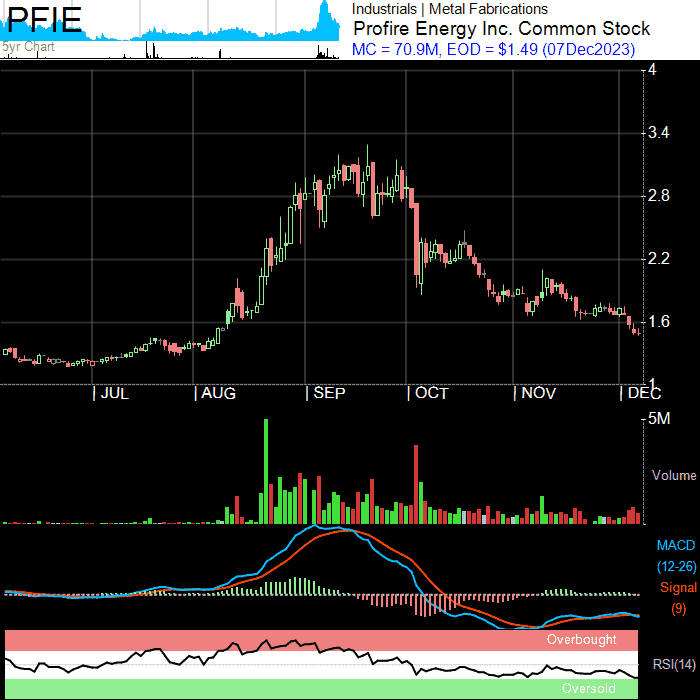 PFIE
5yr Chart
Industrials | Metal Fabrications
Profire Energy Inc. Common Stock
MC = 70.9M, EOD = $1.49 (07Dec2023)
4
3.4
2.8
2.2
1.6
1
JUL AUG SEP OCT NOV DEC
5M
Volume
MACD
(12-26)
Signal
(9)
Overbought
RSI(14)
Oversold